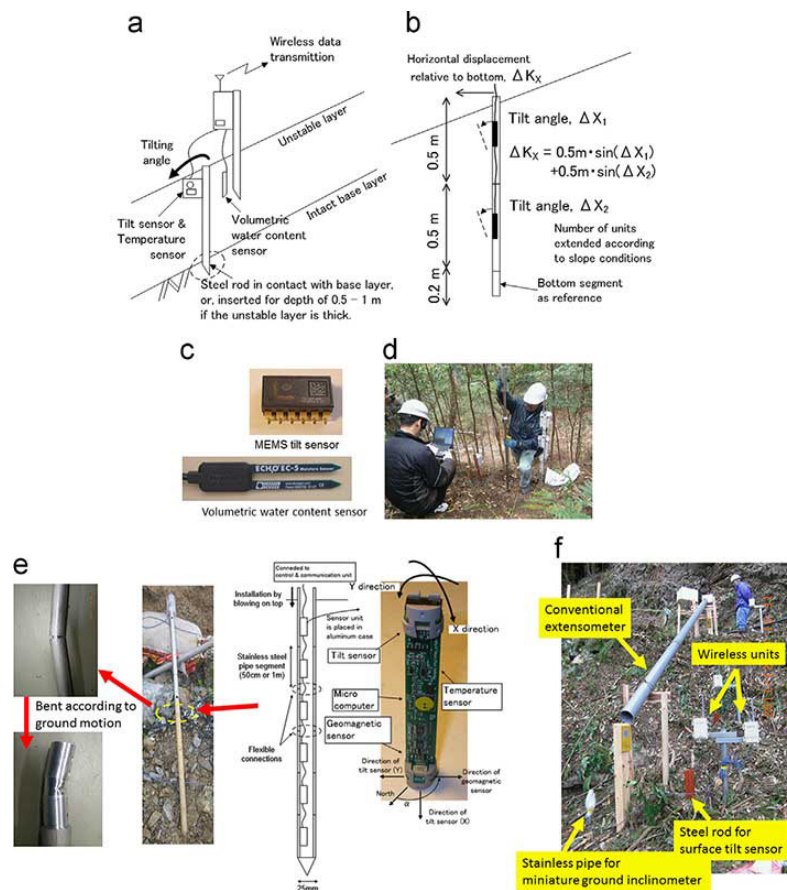 a
Wireless data
transmittion
Unstable layer
Tilting
angle
Intact base layer
Tilt sensor &
Temperature
sensor
Volumetric
water content
sensor
Steel rod in contact with base layer,
or, inserted for depth of 0.5 – 1 m
if the unstable layer is thick.
b
Horizontal displacement
relative to bottom, ΔKX
Tilt angle, ΔX1
0.5 m
ΔKX = 0.5m·sin(ΔX1)
+0.5m·sin(ΔX2)
Tilt angle, ΔX2
0.5 m
Number of units
extended according
to slope conditions
0.2 m
Bottom segment
as reference
c
MEMS tilt sensor
ECH2O EC-5 Moisture Sensor
Volumetric water content sensor
d
e
Bent according to
ground motion
Conneded to
control & communication unit
Installation by
blowing on top
Sensor unit
is placed in
aluminum case
Stainless steel
pipe segment
(50cm or 1m)
Flexible
connections
25mm
Y direction
X direction
Tilt sensor
Temperature
sensor
Micro
computer
Geomagnetic
sensor
Direction of
tilt sensor (Y)
Direction of
geomagnetic
sensor
North
α
Direction of
tilt sensor (X)
f
Conventional
extensometer
Wireless units
Steel rod for
surface tilt sensor
Stainless pipe for
miniature ground inclinometer